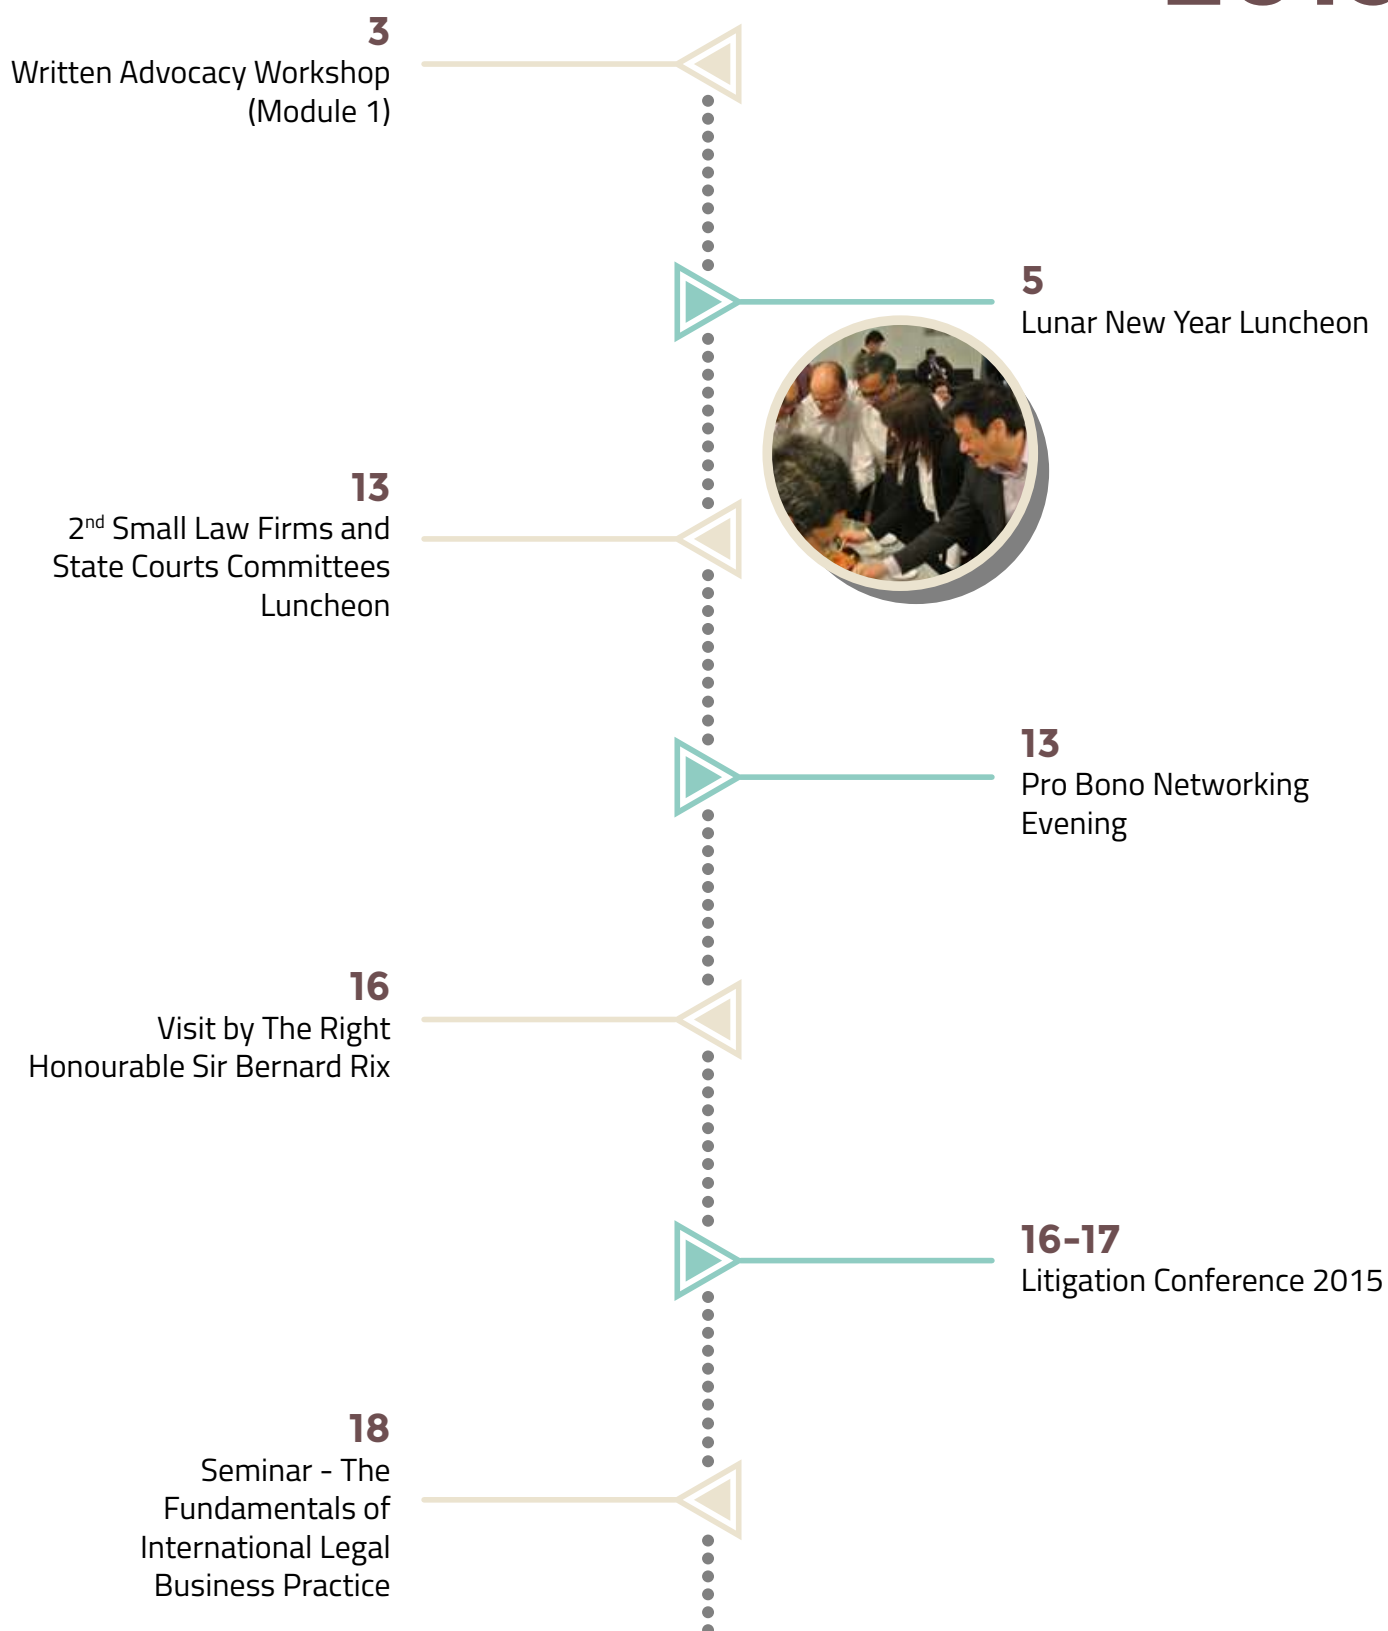 3
Written Advocacy Workshop
(Module 1)
5
Lunar New Year Luncheon
13
2nd Small Law Firms and
State Courts Committees
Luncheon
13
Pro Bono Networking
Evening
16
Visit by The Right
Honourable Sir Bernard Rix
16-17
Litigation Conference 2015
18
Seminar - The
Fundamentals of
International Legal
Business Practice